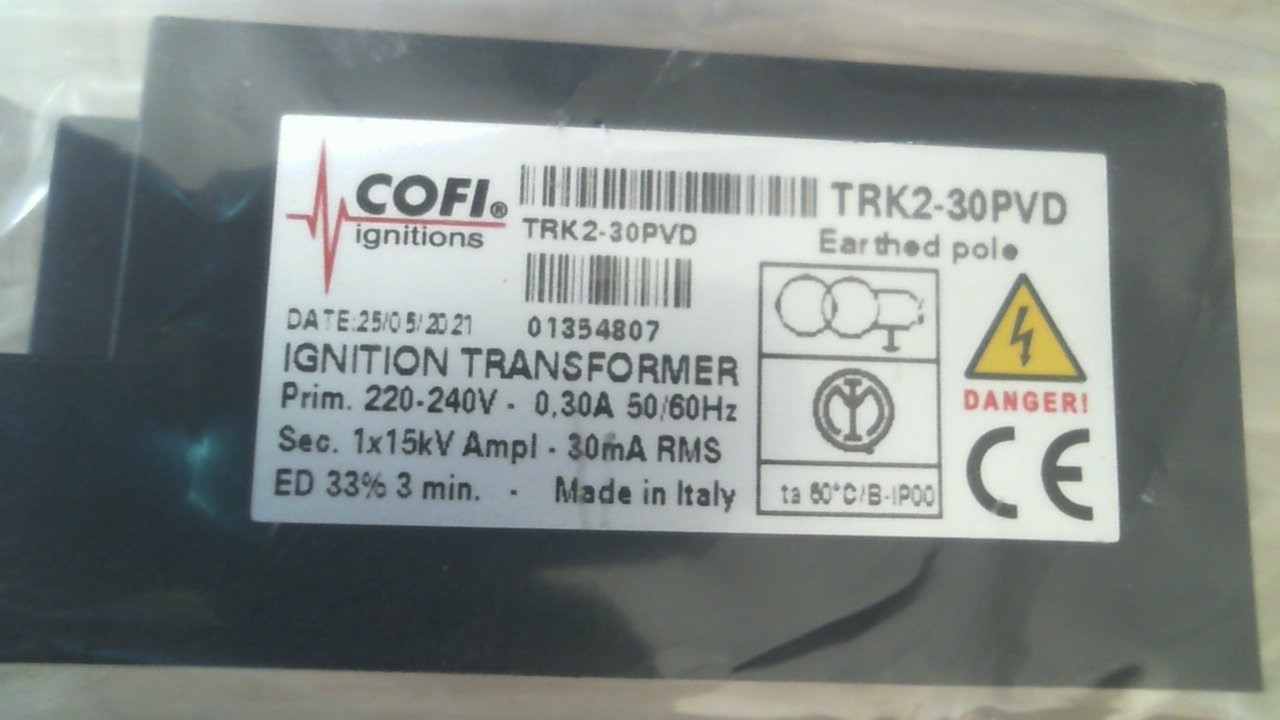 COFI®
ignitions
TRK2-30PVD
TRK2-30PVD
Earthed pole
DATE:25/05/2021
01354807
IGNITION TRANSFORMER
Prim. 220-240V - 0,30A 50/60Hz
Sec. 1x15kV Ampl - 30mA RMS
ED 33% 3 min. - Made in Italy
ta 60°C/B-IP00
DANGER!
CE